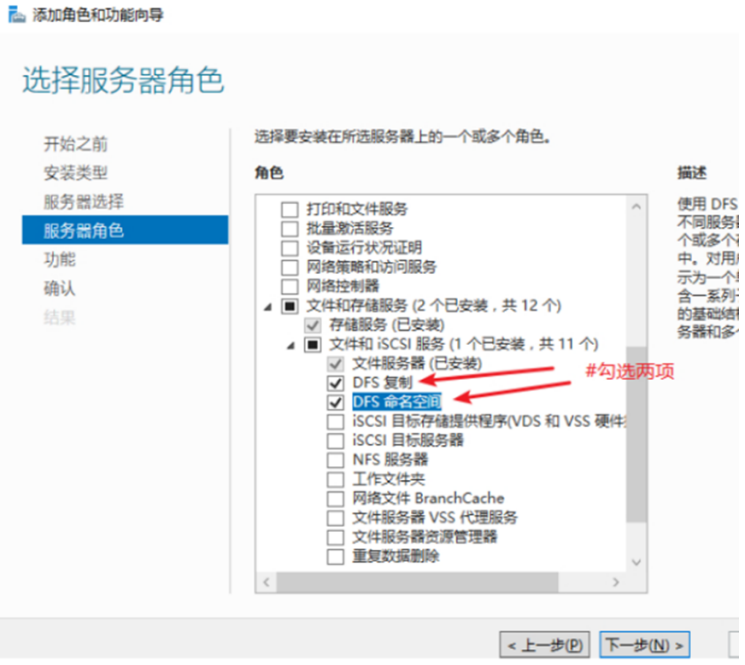 添加角色和功能向导
选择服务器角色
开始之前
安装类型
服务器选择
服务器角色
功能
确认
结果
选择要安装在所选服务器上的一个或多个角色。
角色
打印和文件服务
批量激活服务
设备运行状况证明
网络策略和访问服务
网络控制器
文件和存储服务 (2 个已安装，共 12 个)
存储服务 (已安装)
文件和 iSCSI 服务 (1 个已安装，共 11 个)
文件服务器 (已安装)
DFS 复制
DFS 命名空间
#勾选两项
iSCSI 目标存储提供程序(VDS 和 VSS 硬件
iSCSI 目标服务器
NFS 服务器
工作文件夹
网络文件 BranchCache
文件服务器 VSS 代理服务
文件服务器资源管理器
重复数据删除
描述
使用 DFS
不同服务
个或多个
中。对用
示为一个
含一系列
的基础结
务器和多
< 上一步(P)
下一步(N) >